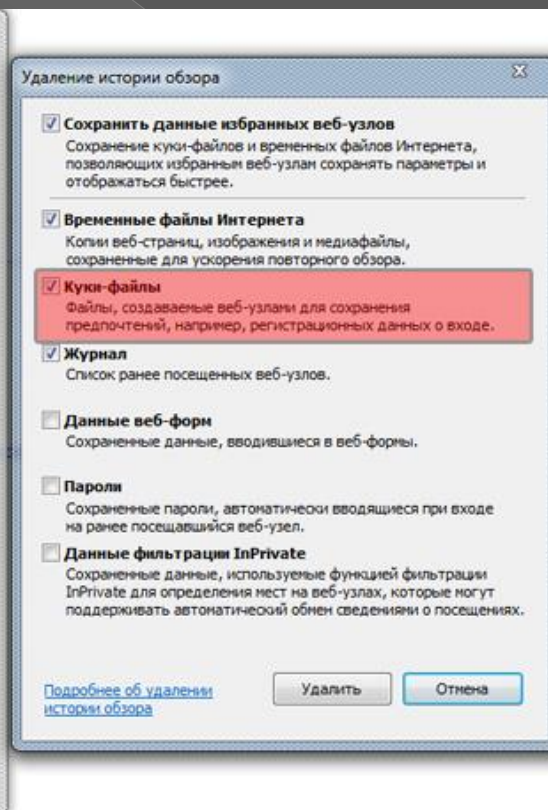 Удаление истории обзора
Сохранить данные избранных веб-узлов
Сохранение куки-файлов и временных файлов Интернета,
позволяющих избранным веб-узлам сохранять параметры и
отображаться быстрее.
Временные файлы Интернета
Копии веб-страниц, изображения и медиафайлы,
сохраненные для ускорения повторного обзора.
Куки-файлы
Файлы, создаваемые веб-узлами для сохранения
предпочтений, например, регистрационных данных о входе.
Журнал
Список ранее посещенных веб-узлов.
Данные веб-форм
Сохраненные данные, вводившиеся в веб-формы.
Пароли
Сохраненные пароли, автоматически вводящиеся при входе
на ранее посещавшийся веб-узел.
Данные фильтрации InPrivate
Сохраненные данные, используемые функцией фильтрации
InPrivate для определения мест на веб-узлах, которые могут
поддерживать автоматический обмен сведениями о посещениях.
Подробнее об удалении
истории обзора
Удалить
Отмена